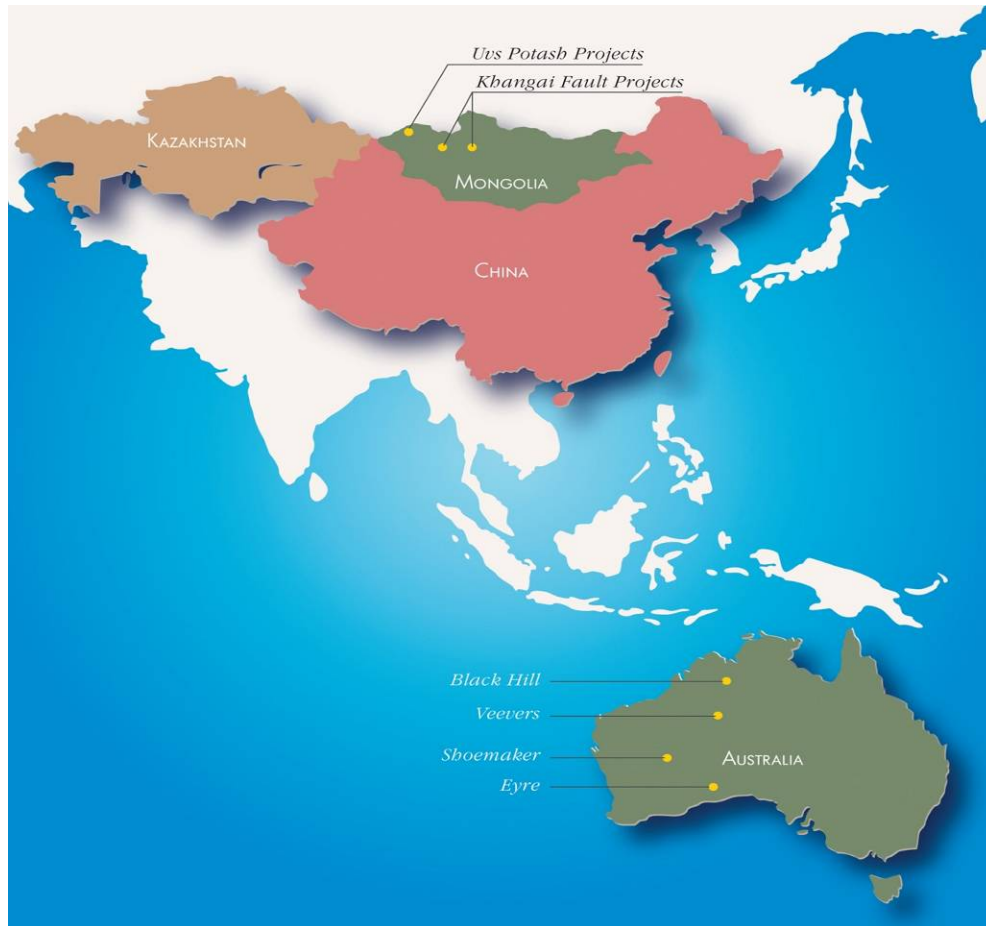 Uvs Potash Projects
Khangai Fault Projects
KAZAKHSTAN
MONGOLIA
CHINA
Black Hill
Veevers
Shoemaker
AUSTRALIA
Eyre